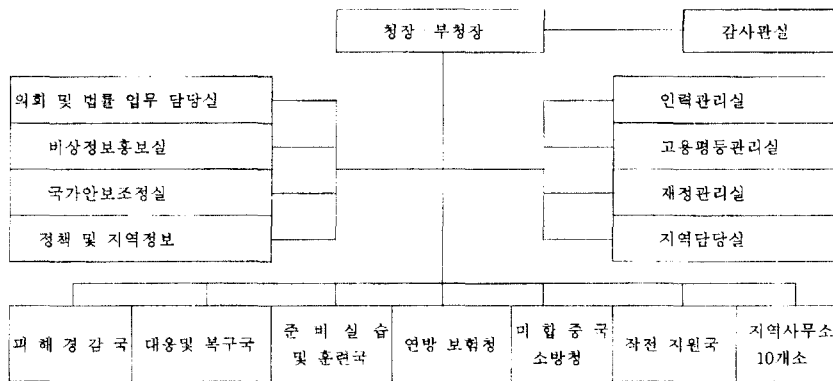 청장 부청장
감사관실
의회 및 법률 업무 담당실
비상정보홍보실
국가안보조정실
정책 및 지역정보
인력관리실
고용평등관리실
재정관리실
지역담당실
피 해 경 감 국
대응및 복구국
준 비 실 습
및 훈련국
연방 보험청
미 합 중 국
소방청
작전 지원국
지역사무소
10개소